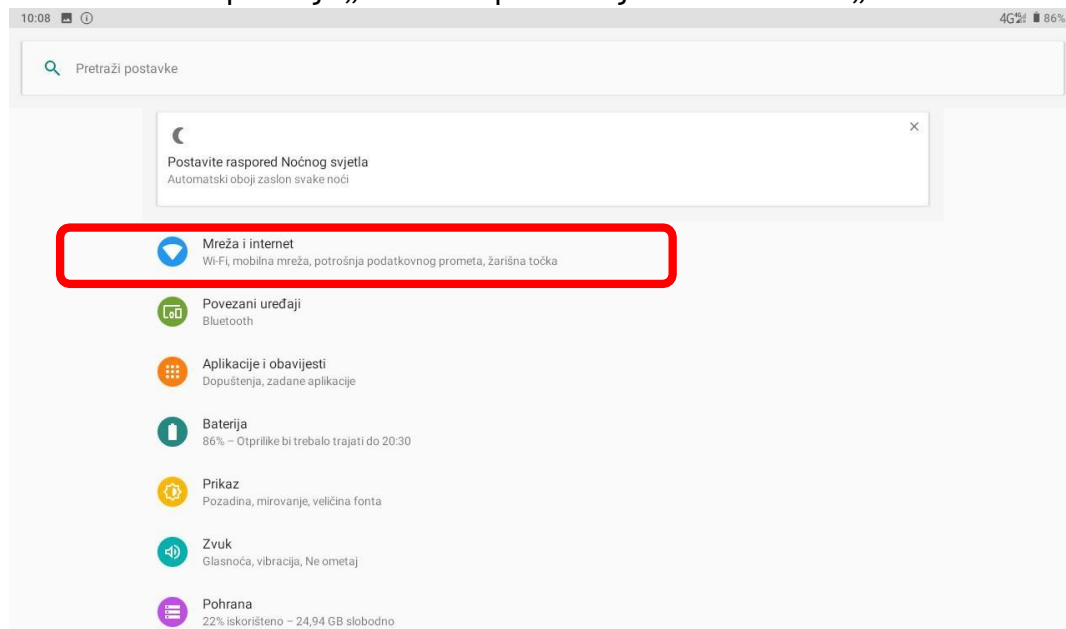 10:08 4G 86%
Pretraži postavke
Postavite raspored Noćnog svjetla
Automatski oboji zaslon svake noći
Mreža i internet
Wi-Fi, mobilna mreža, potrošnja podatkovnog prometa, žarišna točka
Povezani uređaji
Bluetooth
Aplikacije i obavijesti
Dopuštenja, zadane aplikacije
Baterija
86% – Otprilike bi trebalo trajati do 20:30
Prikaz
Pozadina, mirovanje, veličina fonta
Zvuk
Glasnoća, vibracija, Ne ometaj
Pohrana
22% iskorišteno – 24,94 GB slobodno